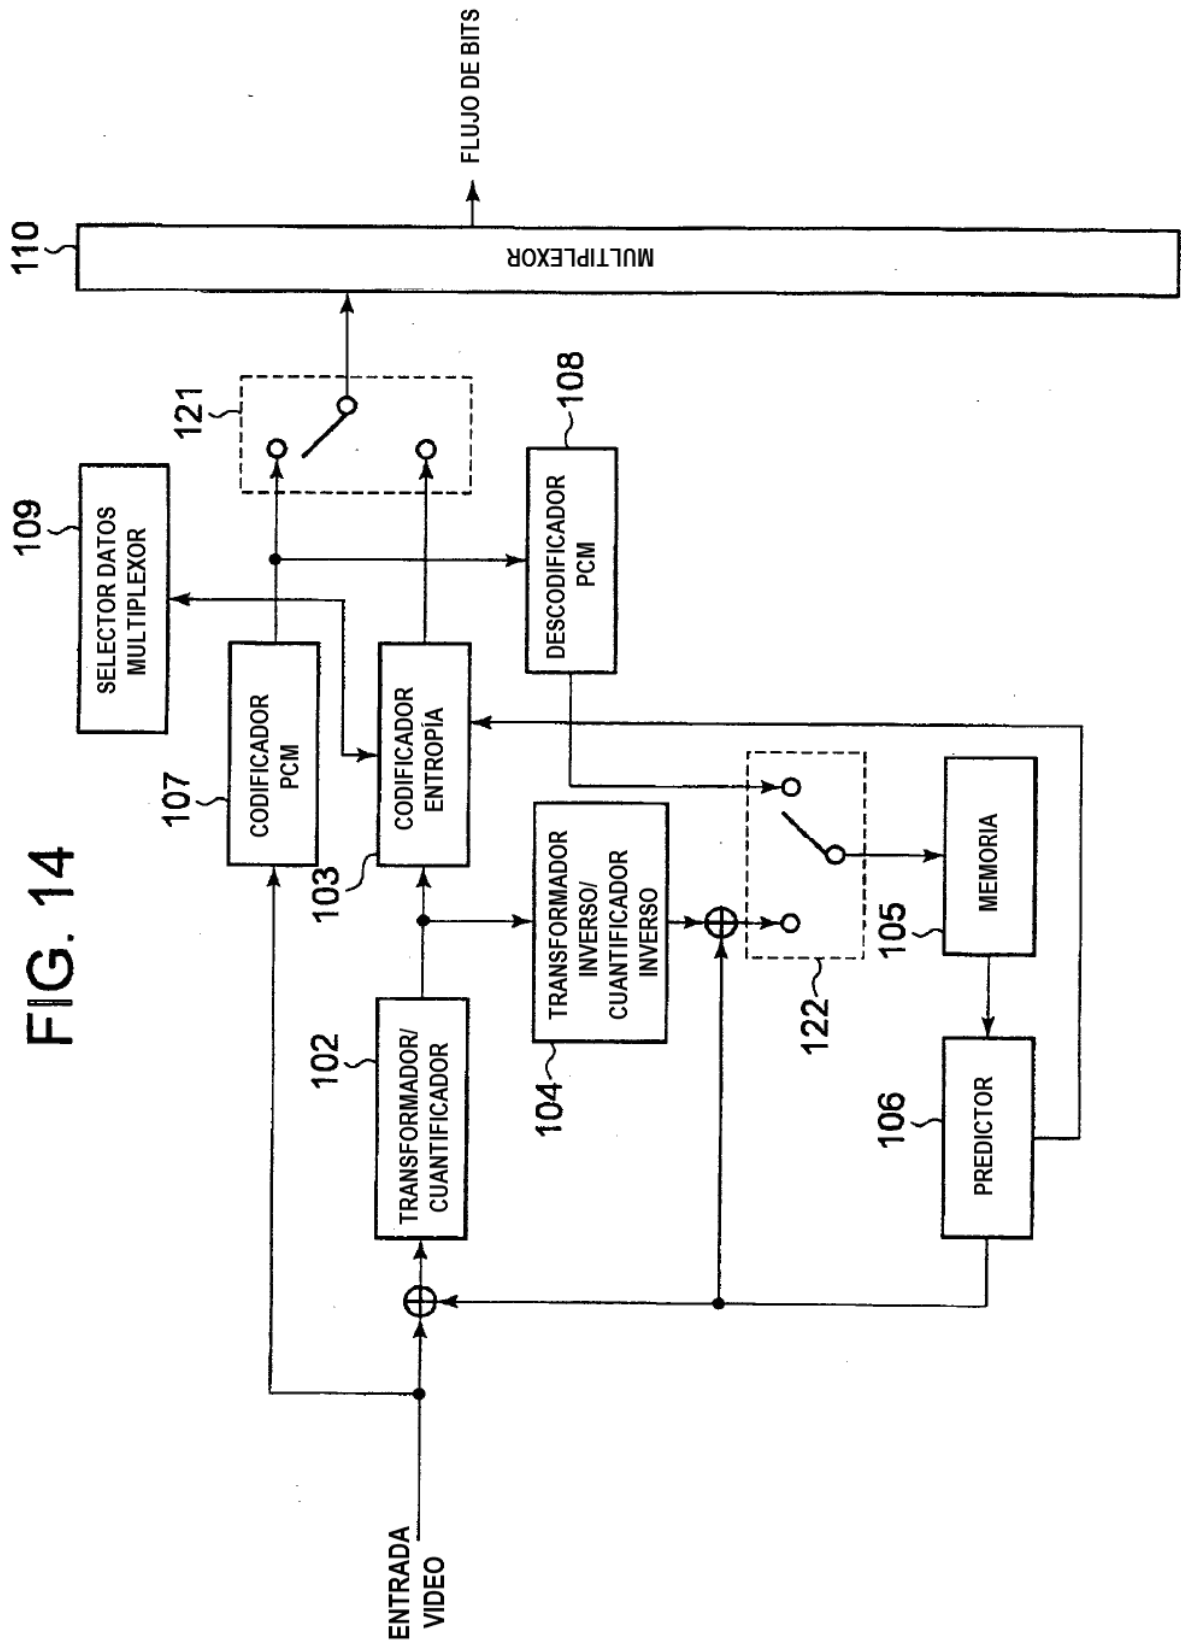 FIG. 14
109
SELECTOR DATOS
MULTIPLEXOR
110
MULTIPLEXOR
FLUJO DE BITS
121
107
CODIFICADOR
PCM
103
CODIFICADOR
ENTROPÍA
108
DESCODIFICADOR
PCM
102
TRANSFORMADOR/
CUANTIFICADOR
104
TRANSFORMADOR
INVERSO/
CUANTIFICADOR
INVERSO
122
105
MEMORIA
106
PREDICTOR
ENTRADA
VIDEO